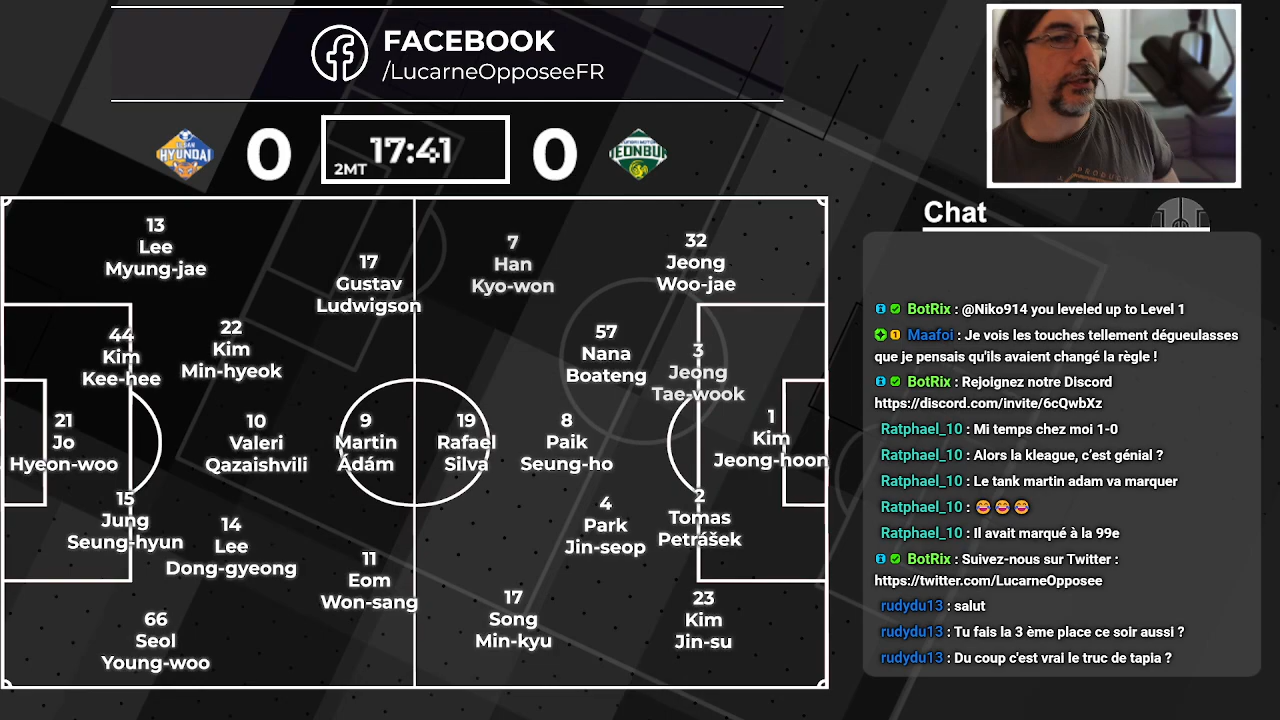 FACEBOOK
/LucarneOpposeeFR
HYUNDAI
0
2MT
17:41
0
13
Lee
Myung-jae
17
Gustav
Ludwigson
7
Han
Kyo-won
32
Jeong
Woo-jae
44
Kim
Kee-hee
22
Kim
Min-hyeok
57
Nana
Boateng
3
Jeong
Tae-wook
21
Jo
Hyeon-woo
10
Valeri
Qazaishvili
9
Martin
Ádám
19
Rafael
Silva
8
Paik
Seung-ho
1
Kim
Jeong-hoon
15
Jung
Seung-hyun
14
Lee
Dong-gyeong
4
Park
Jin-seop
2
Tomas
Petrášek
66
Seol
Young-woo
11
Eom
Won-sang
17
Song
Min-kyu
23
Kim
Jin-su
Chat
BotRix : @Niko914 you leveled up to Level 1
1 Maafoi : Je vois les touches tellement dégueulasses
que je pensais qu'ils avaient changé la règle !
BotRix : Rejoignez notre Discord
https://discord.com/invite/6cQwbXz
Ratphael_10 : Mi temps chez moi 1-0
Ratphael_10 : Alors la kleague, c'est génial ?
Ratphael_10 : Le tank martin adam va marquer
Ratphael_10 : 😂 😂 😂
Ratphael_10 : Il avait marqué à la 99e
BotRix : Suivez-nous sur Twitter :
https://twitter.com/LucarneOpposee
rudydu13 : salut
rudydu13 : Tu fais la 3 ème place ce soir aussi ?
rudydu13 : Du coup c'est vrai le truc de tapia ?